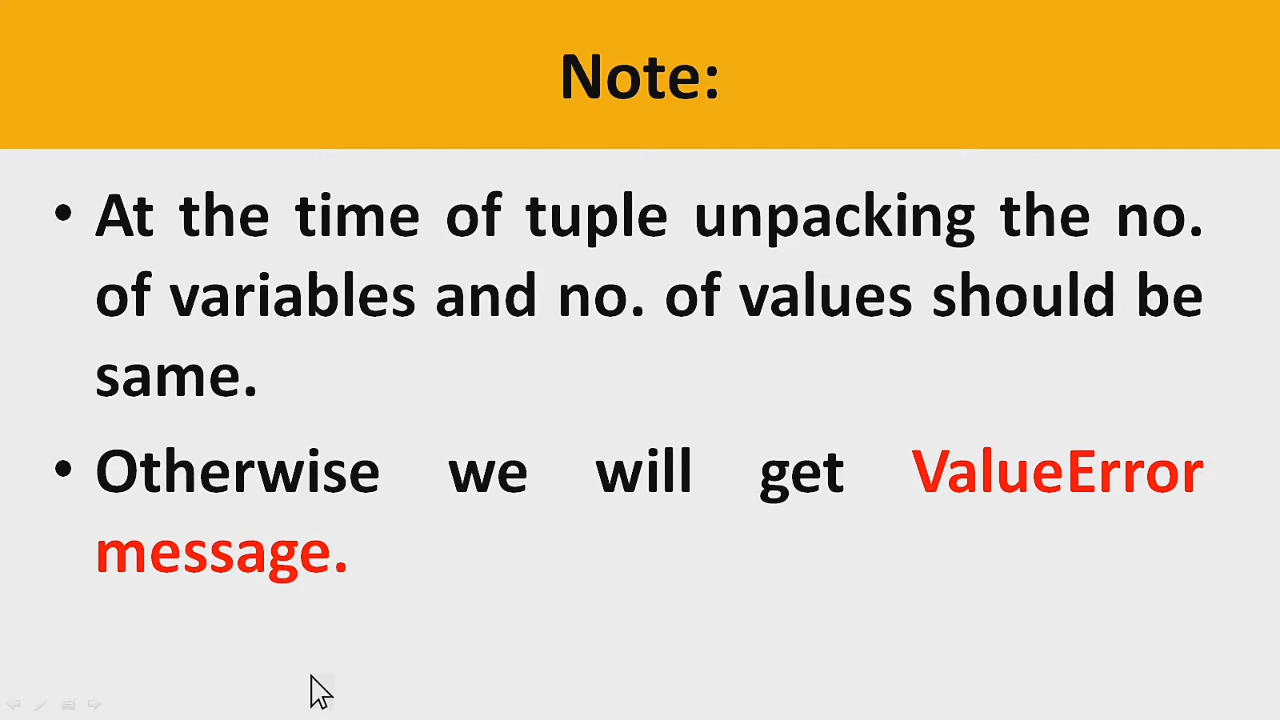 Note:
• At the time of tuple unpacking the no.
of variables and no. of values should be
same.
• Otherwise we will get ValueError
message.